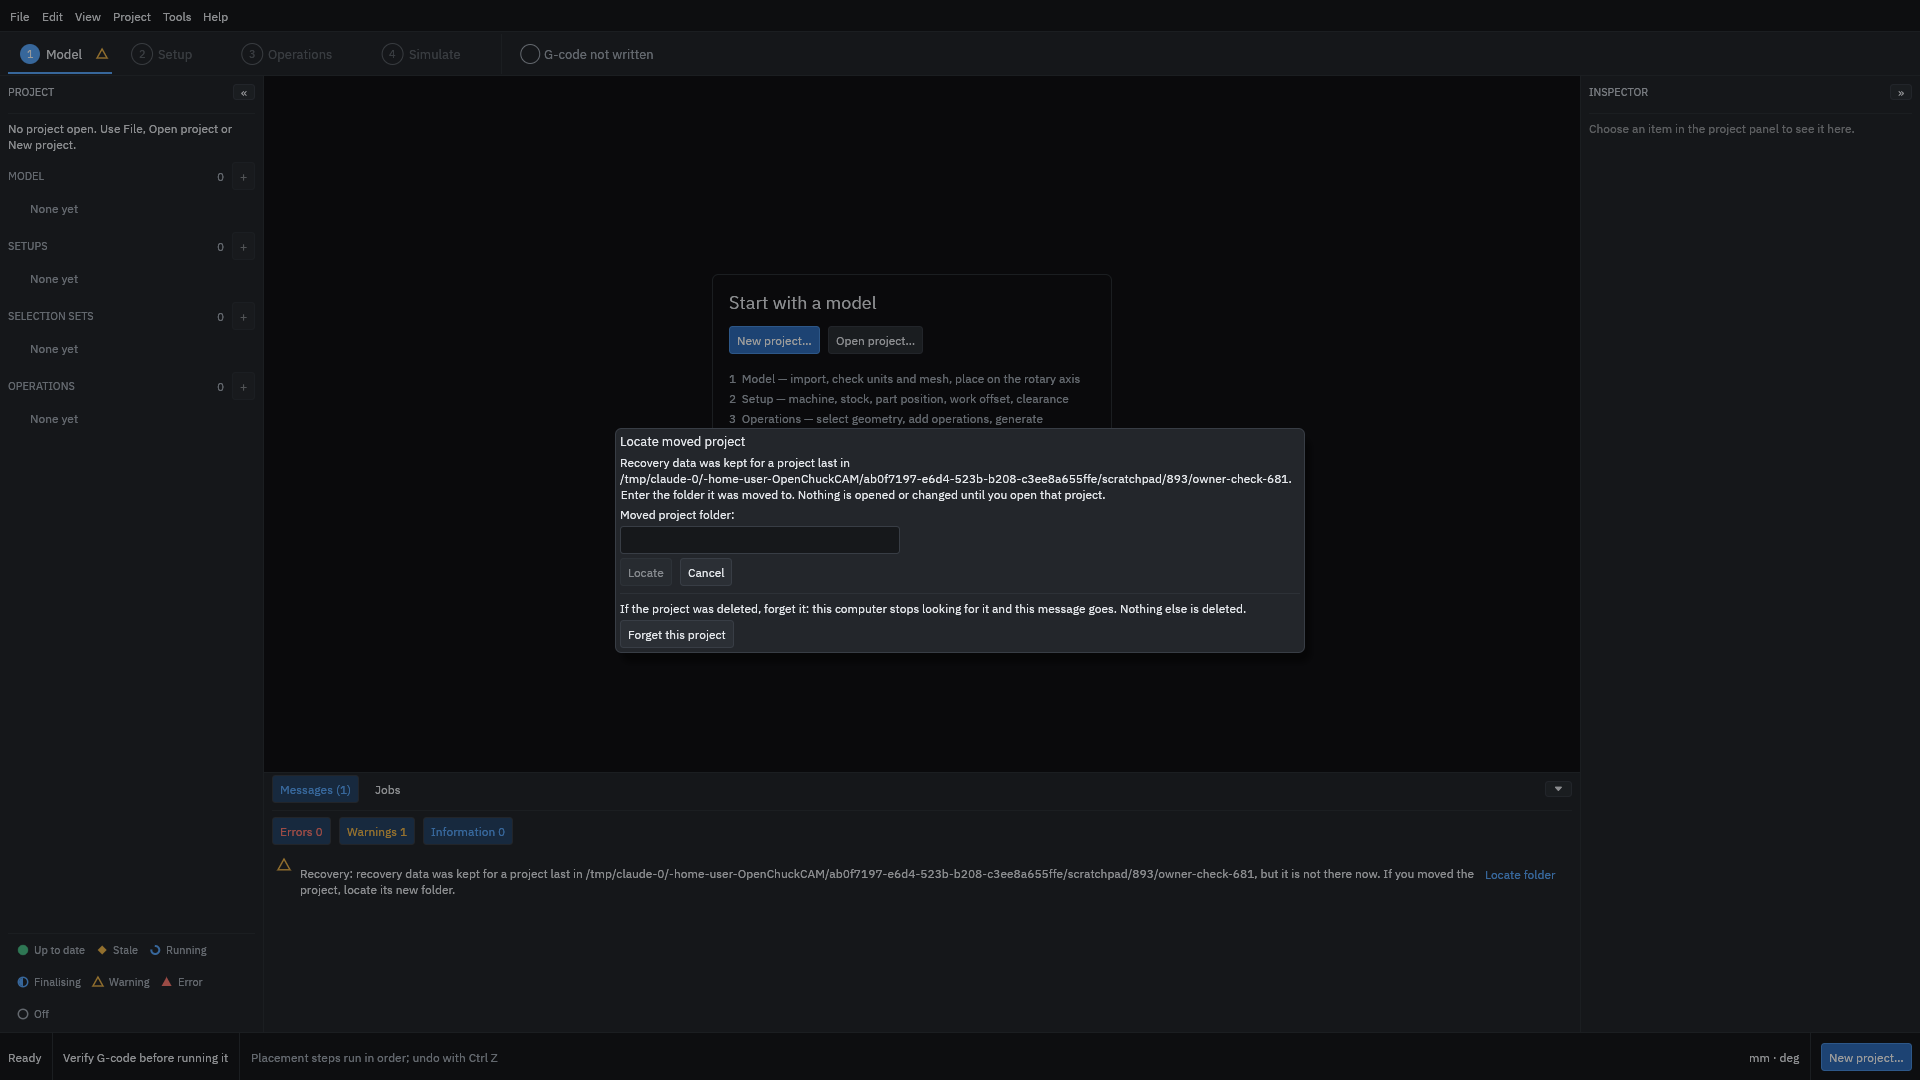 File Edit View Project Tools Help
1 Model 2 Setup 3 Operations 4 Simulate G-code not written
PROJECT «
No project open. Use File, Open project or
New project.
MODEL 0 +
None yet
SETUPS 0 +
None yet
SELECTION SETS 0 +
None yet
OPERATIONS 0 +
None yet
Up to date Stale Running
Finalising Warning Error
Off
Start with a model
New project... Open project...
1 Model — import, check units and mesh, place on the rotary axis
2 Setup — machine, stock, part position, work offset, clearance
3 Operations — select geometry, add operations, generate
Locate moved project
Recovery data was kept for a project last in
/tmp/claude-0/-home-user-OpenChuckCAM/ab0f7197-e6d4-523b-b208-c3ee8a655ffe/scratchpad/893/owner-check-681.
Enter the folder it was moved to. Nothing is opened or changed until you open that project.
Moved project folder:
Locate Cancel
If the project was deleted, forget it: this computer stops looking for it and this message goes. Nothing else is deleted.
Forget this project
Messages (1) Jobs
Errors 0 Warnings 1 Information 0
Recovery: recovery data was kept for a project last in /tmp/claude-0/-home-user-OpenChuckCAM/ab0f7197-e6d4-523b-b208-c3ee8a655ffe/scratchpad/893/owner-check-681, but it is not there now. If you moved the
project, locate its new folder.
Locate folder
INSPECTOR »
Choose an item in the project panel to see it here.
Ready Verify G-code before running it Placement steps run in order; undo with Ctrl Z mm · deg New project...